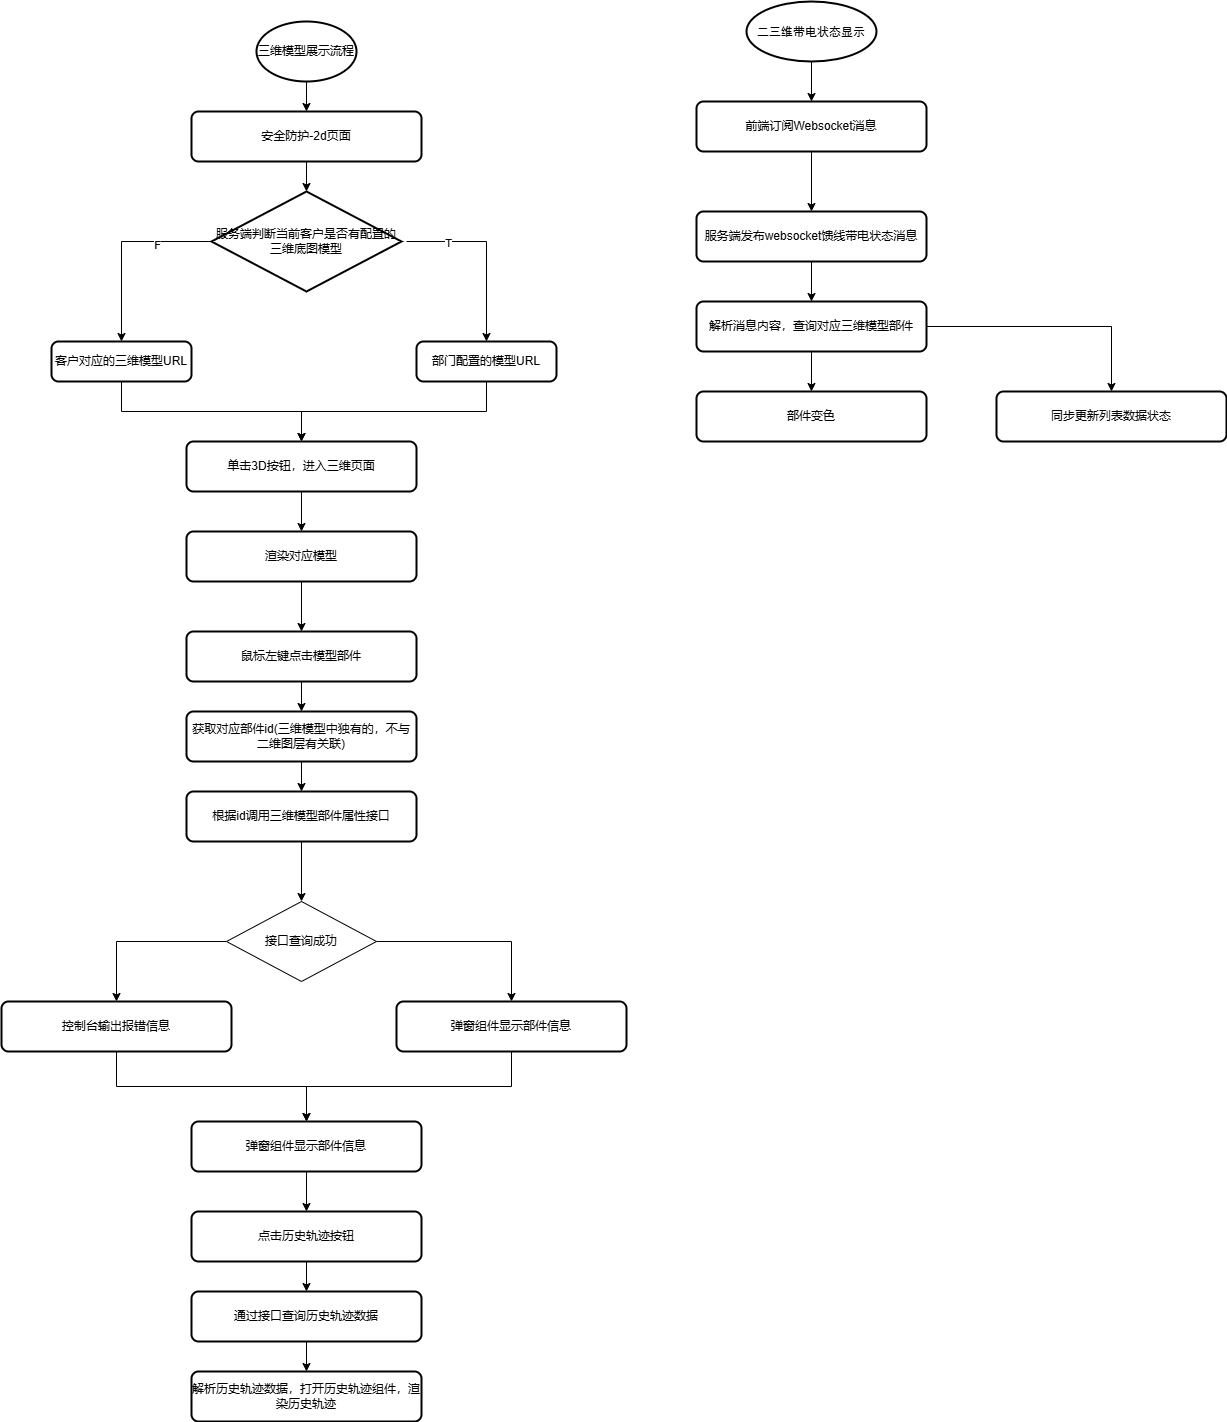 三维模型展示流程
安全防护-2d页面
服务端判断当前客户是否有配置的
三维底图模型
F
T
客户对应的三维模型URL
部门配置的模型URL
单击3D按钮，进入三维页面
渲染对应模型
鼠标左键点击模型部件
获取对应部件id(三维模型中独有的，不与
二维图层有关联)
根据id调用三维模型部件属性接口
接口查询成功
控制台输出报错信息
弹窗组件显示部件信息
弹窗组件显示部件信息
点击历史轨迹按钮
通过接口查询历史轨迹数据
解析历史轨迹数据，打开历史轨迹组件，渲
染历史轨迹
二三维带电状态显示
前端订阅Websocket消息
服务端发布websocket馈线带电状态消息
解析消息内容，查询对应三维模型部件
部件变色
同步更新列表数据状态